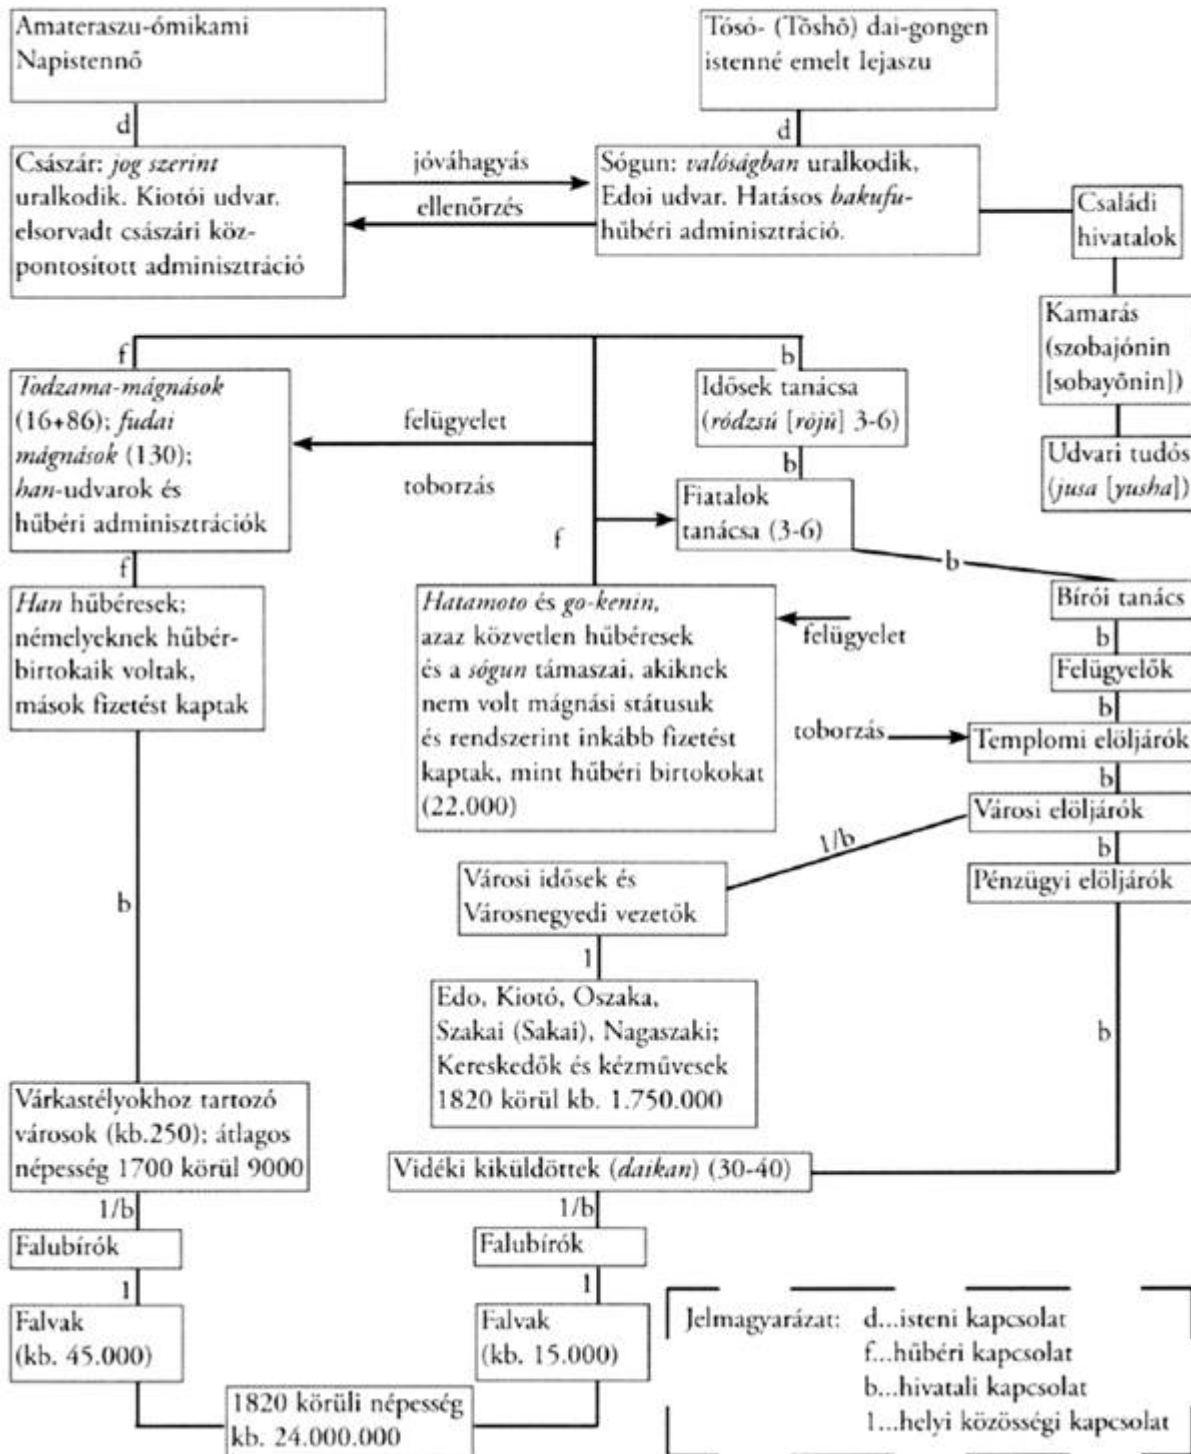 Amateraszu-ómikami
Napistennő
Tósó- (Tōshō) dai-gongen
istenné emelt lejaszu
d
d
Császár: jog szerint
uralkodik. Kiotói udvar.
elsorvadt császári köz-
pontosított adminisztráció
jóváhagyás
ellenőrzés
Sógun: valóságban uralkodik.
Edoi udvar. Hatásos bakufu-
hűbéri adminisztráció.
Családi
hivatalok
Kamarás
(szobajónin
[sobayōnin])
Udvari tudós
(jusa [yusha])
f
b
Todzama-mágnások
(16+86); fudai
mágnások (130);
han-udvarok és
hűbéri adminisztrációk
felügyelet
toborzás
Idősek tanácsa
(ródzsú [rōjū] 3-6)
b
Fiatalok
tanácsa (3-6)
f
f
b
Han hűbéresek;
némelyeknek hűbér-
birtokaik voltak,
mások fizetést kaptak
Hatamoto és go-kenin,
azaz közvetlen hűbéresek
és a sógun támaszai, akiknek
nem volt mágnási státusuk
és rendszerint inkább fizetést
kaptak, mint hűbéri birtokokat
(22.000)
felügyelet
toborzás
Bírói tanács
b
Felügyelők
b
Templomi elöljárók
b
Városi elöljárók
b
Pénzügyi elöljárók
1/b
Városi idősek és
Városnegyedi vezetők
1
b
Edo, Kiotó, Oszaka,
Szakai (Sakai), Nagaszaki;
Kereskedők és kézművesek
1820 körül kb. 1.750.000
b
Várkastélyokhoz tartozó
városok (kb.250); átlagos
népesség 1700 körül 9000
Vidéki kiküldöttek (daikan) (30-40)
1/b
1/b
Falubírók
Falubírók
1
1
Falvak
(kb. 45.000)
Falvak
(kb. 15.000)
1820 körüli népesség
kb. 24.000.000
Jelmagyarázat: d...isteni kapcsolat
f...hűbéri kapcsolat
b...hivatali kapcsolat
1...helyi közösségi kapcsolat